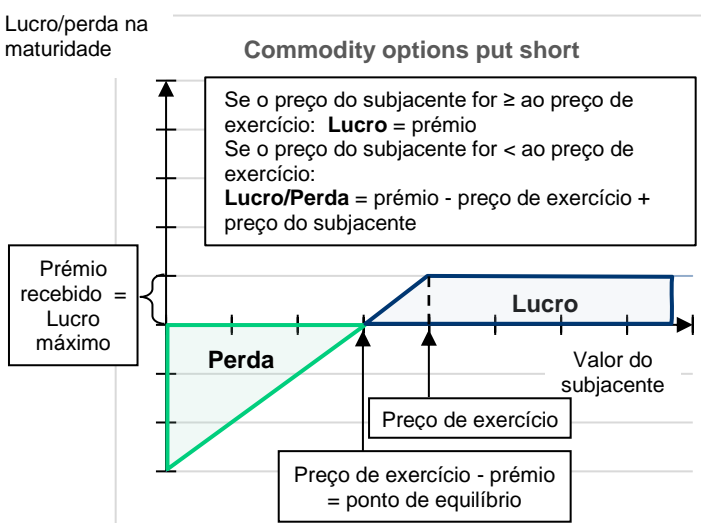 Lucro/perda na
maturidade
Commodity options put short
Se o preço do subjacente for ≥ ao preço de
exercício: Lucro = prémio
Se o preço do subjacente for < ao preço de
exercício:
Lucro/Perda = prémio - preço de exercício +
preço do subjacente
Prémio
recebido =
Lucro
máximo
Lucro
Perda
Valor do
subjacente
Preço de exercício
Preço de exercício - prémio
= ponto de equilíbrio